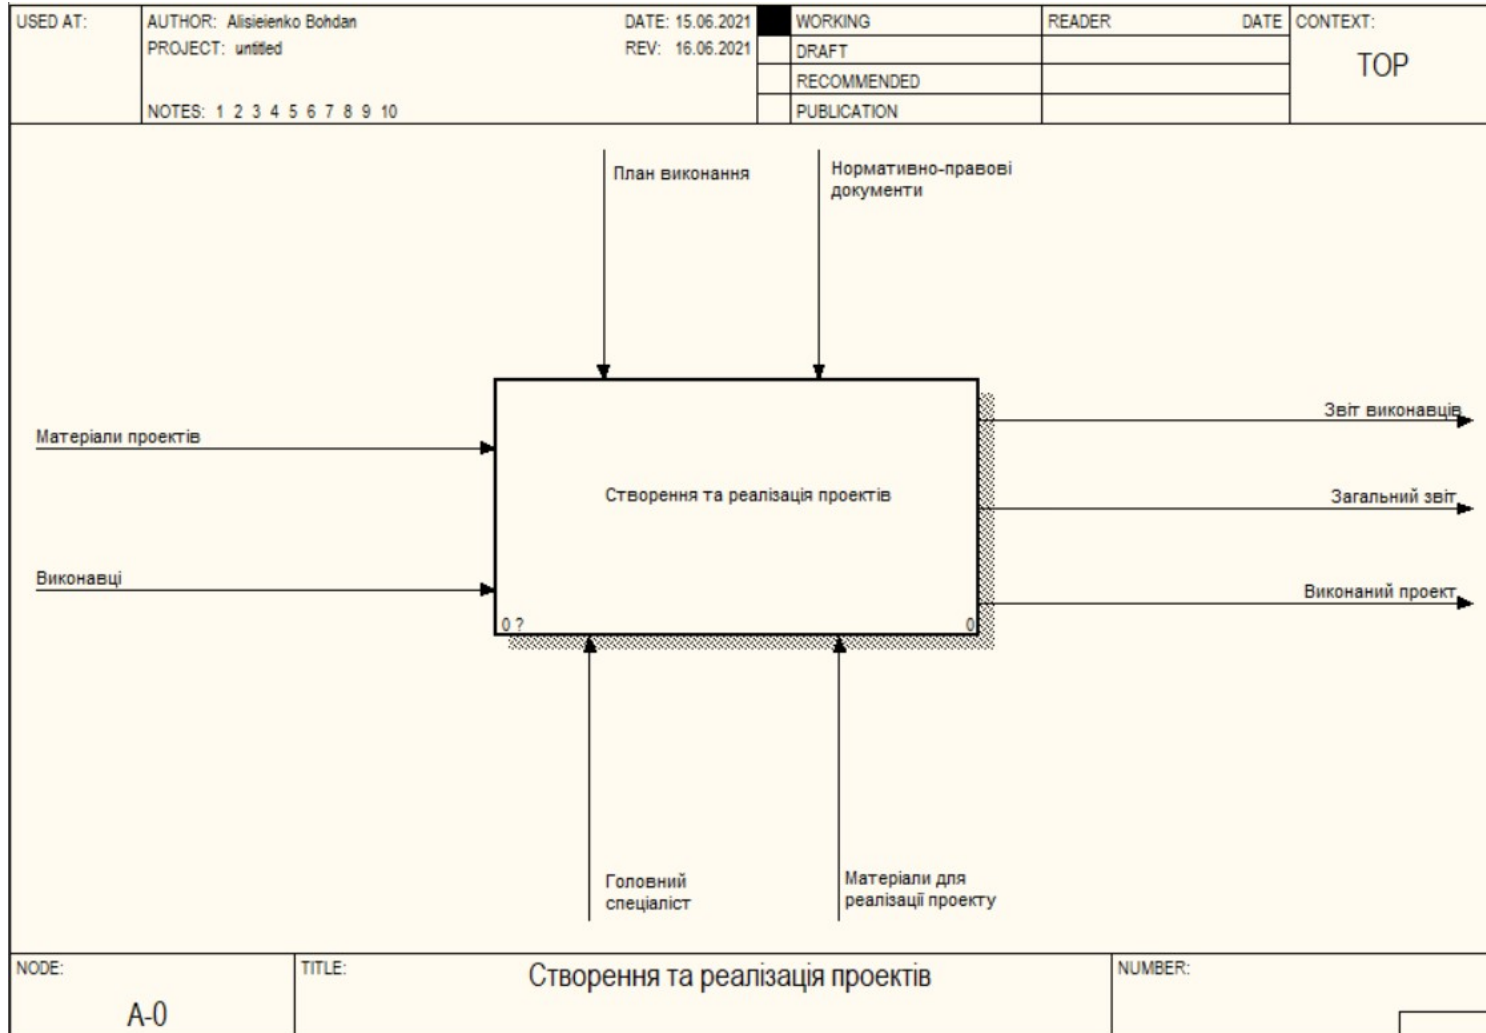 USED AT:
AUTHOR: Alisieienko Bohdan
DATE: 15.06.2021
WORKING
READER
DATE
CONTEXT:
PROJECT: untitled
REV: 16.06.2021
DRAFT
TOP
RECOMMENDED
NOTES: 1 2 3 4 5 6 7 8 9 10
PUBLICATION
План виконання
Нормативно-правові
документи
Матеріали проектів
Виконавці
Створення та реалізація проектів
0 ?
0
Звіт виконавців
Загальний звіт
Виконаний проект
Головний
спеціаліст
Матеріали для
реалізації проекту
NODE:
A-0
TITLE:
Створення та реалізація проектів
NUMBER: